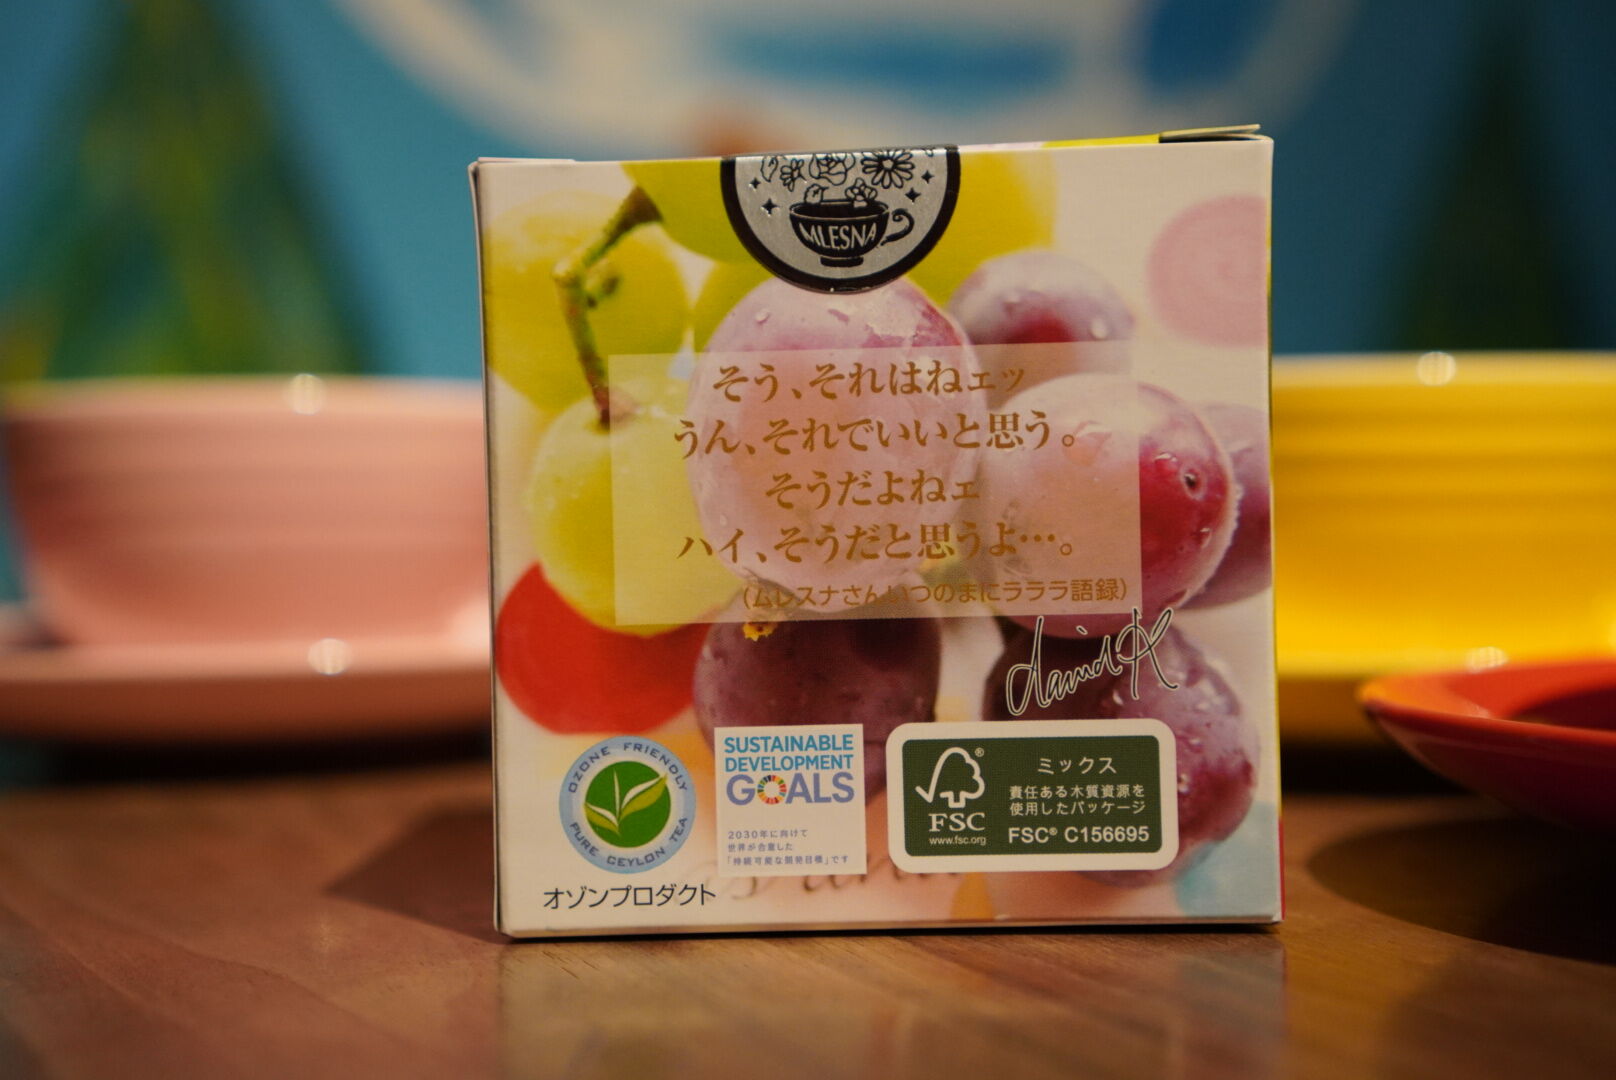 MLESNA
そう、それはねェッ
うん、それでいいと思う。
そうだよねェ
ハイ、そうだと思うよ…。
(ムレスナさんいつのまにラララ語録)
David K
OZONE FRIENDLY
PURE CEYLON TEA
オゾンプロダクト
SUSTAINABLE
DEVELOPMENT
GOALS
2030年に向けて
世界が合意した
「持続可能な開発目標」です
FSC®
www.fsc.org
ミックス
責任ある木質資源を
使用したパッケージ
FSC® C156695